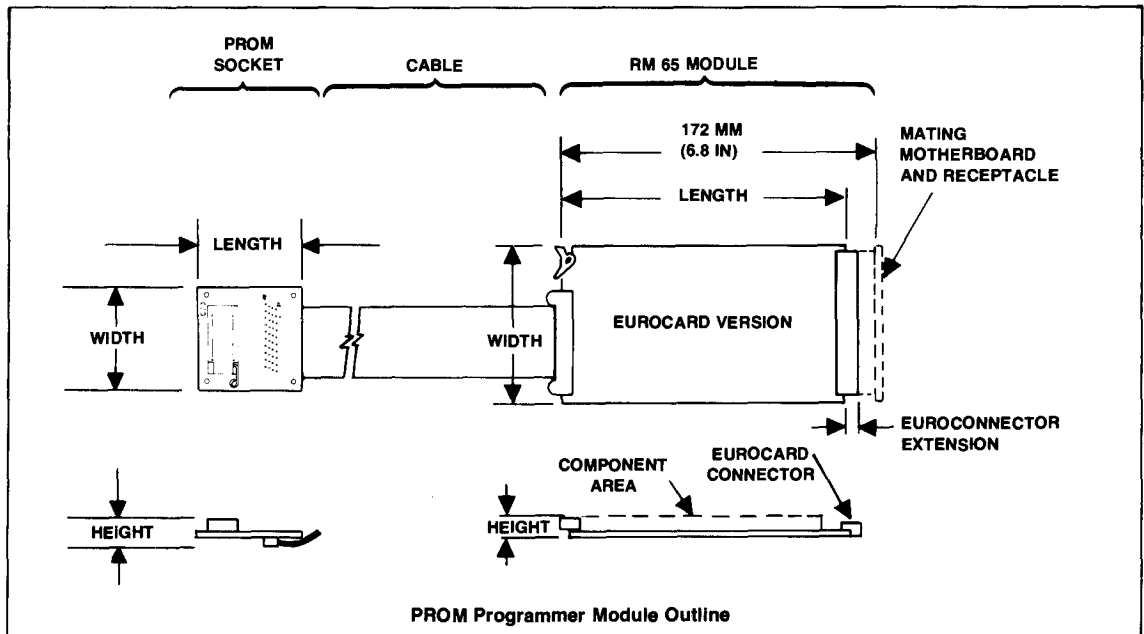 PROM
SOCKET
CABLE
RM 65 MODULE
172 MM
(6.8 IN)
MATING
MOTHERBOARD
AND RECEPTACLE
LENGTH
LENGTH
WIDTH
WIDTH
EUROCARD VERSION
EUROCONNECTOR
EXTENSION
EUROCARD
CONNECTOR
COMPONENT
AREA
HEIGHT
HEIGHT
PROM Programmer Module Outline